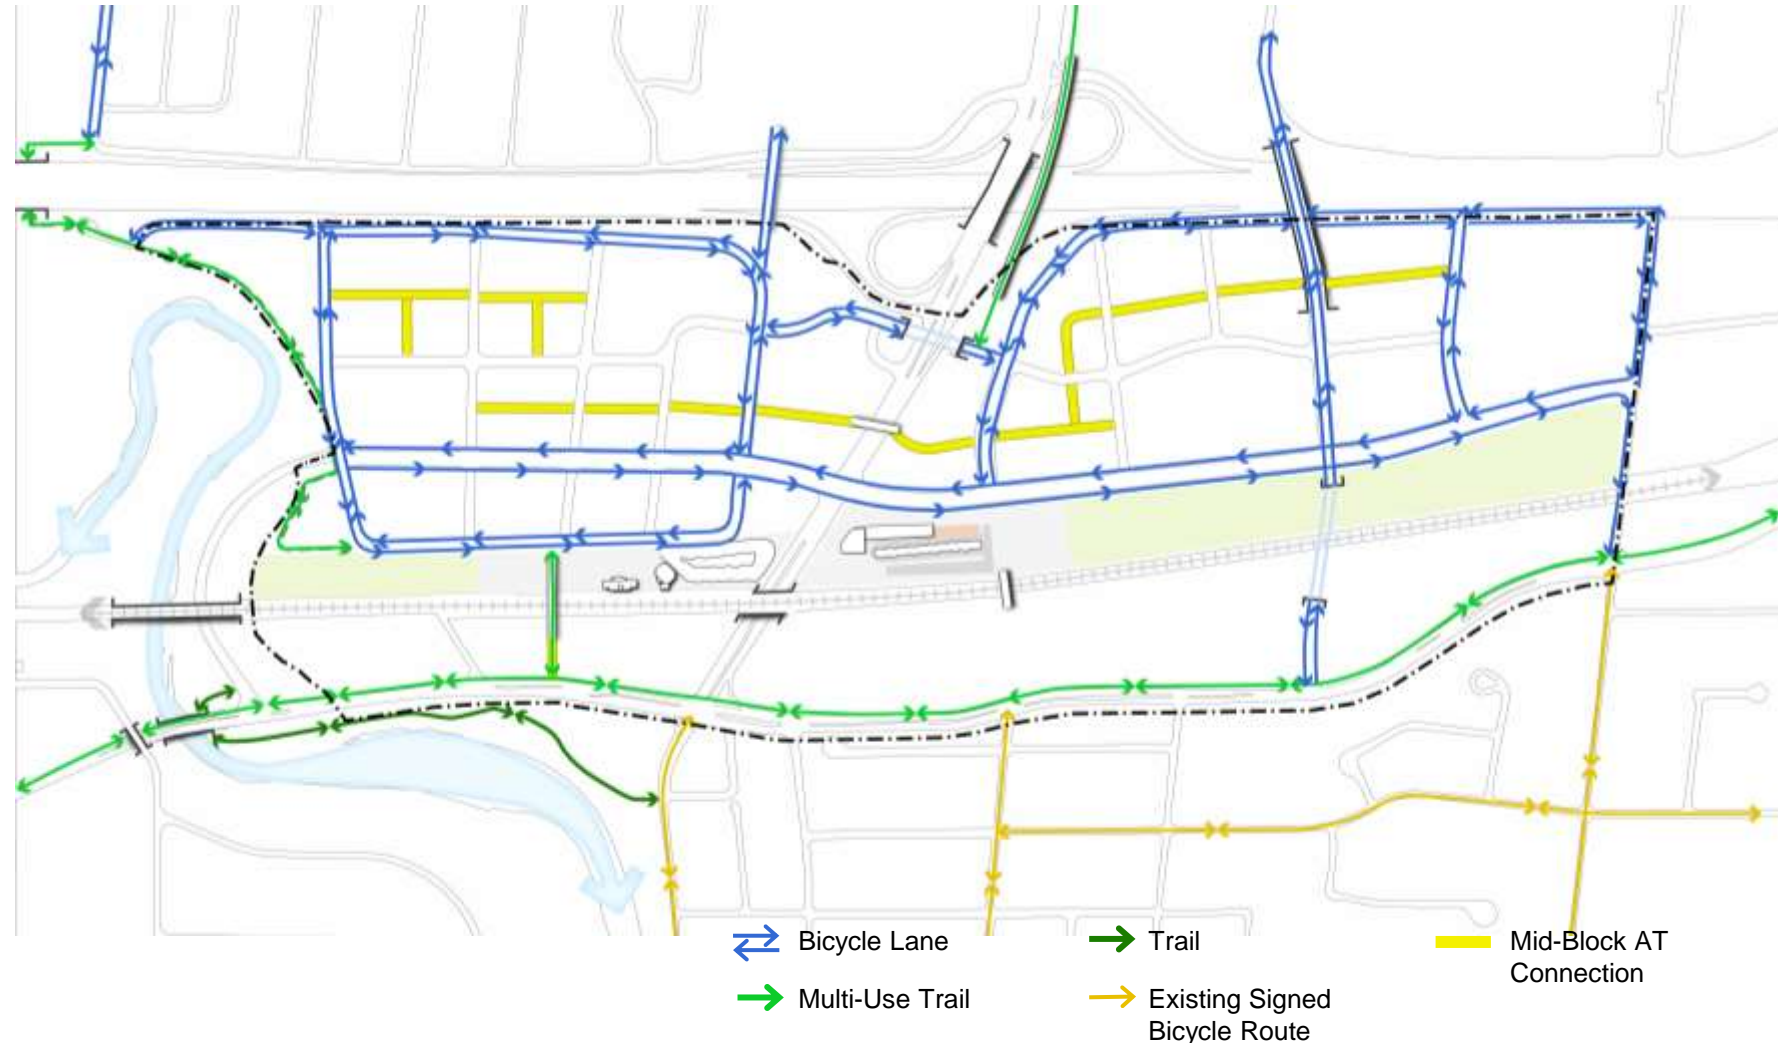 Bicycle Lane
Trail
Mid-Block AT
Connection
Multi-Use Trail
Existing Signed
Bicycle Route